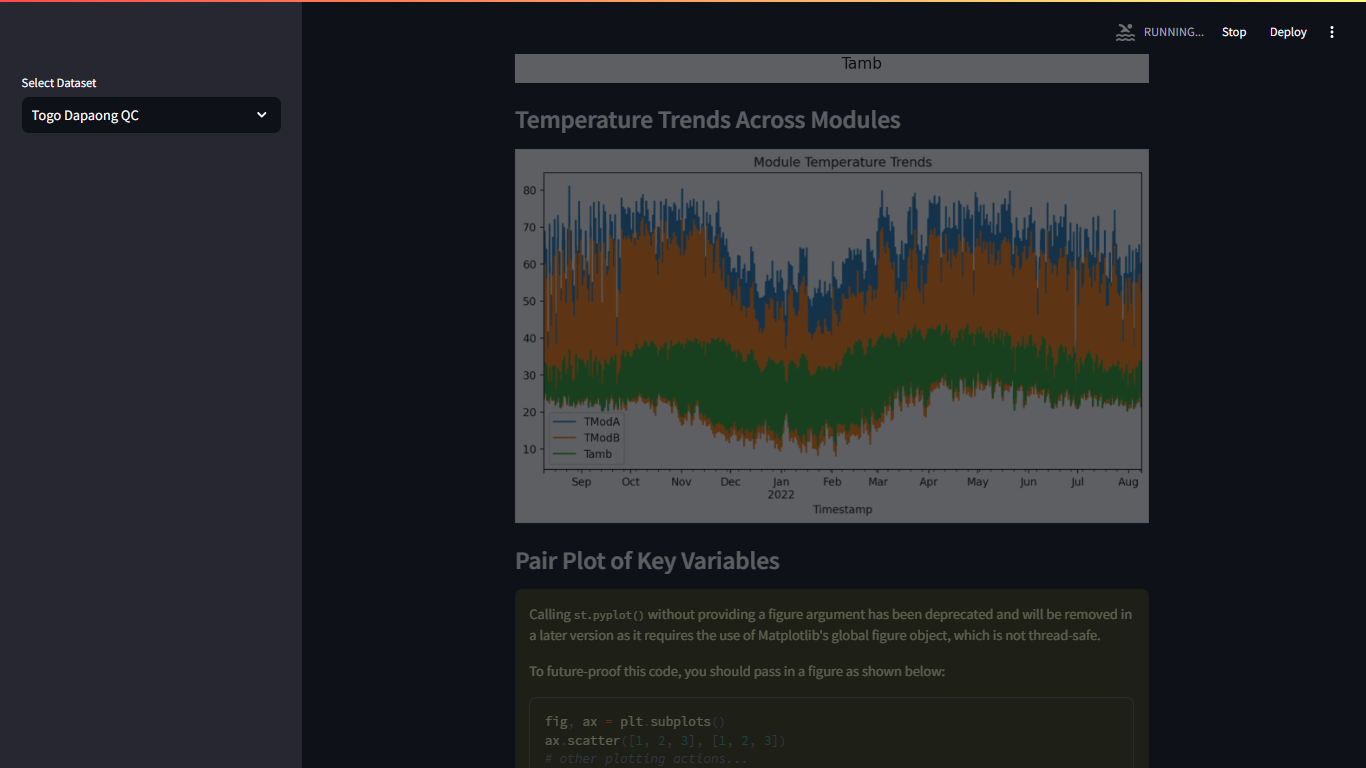 RUNNING...
Stop
Deploy
Select Dataset
Togo Dapaong QC
Tamb
Temperature Trends Across Modules
Module Temperature Trends
80
70
60
50
40
30
20
10
TModA
TModB
Tamb
Sep Oct Nov Dec Jan Feb Mar Apr May Jun Jul Aug
2022
Timestamp
Pair Plot of Key Variables
Calling st.pyplot() without providing a figure argument has been deprecated and will be removed in
a later version as it requires the use of Matplotlib's global figure object, which is not thread-safe.
To future-proof this code, you should pass in a figure as shown below:
fig, ax = plt.subplots()
ax.scatter([1, 2, 3], [1, 2, 3])
# other plotting actions...